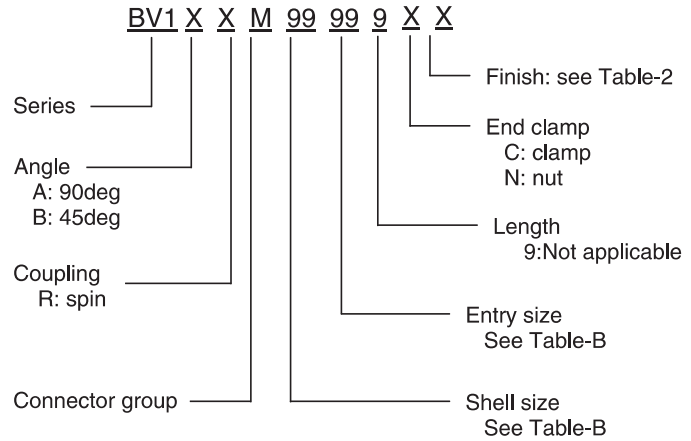 BV1 X X M 99 99 9 X X
Finish: see Table-2
Series
End clamp
C: clamp
N: nut
Angle
A: 90deg
B: 45deg
Length
9:Not applicable
Coupling
R: spin
Entry size
See Table-B
Connector group
Shell size
See Table-B